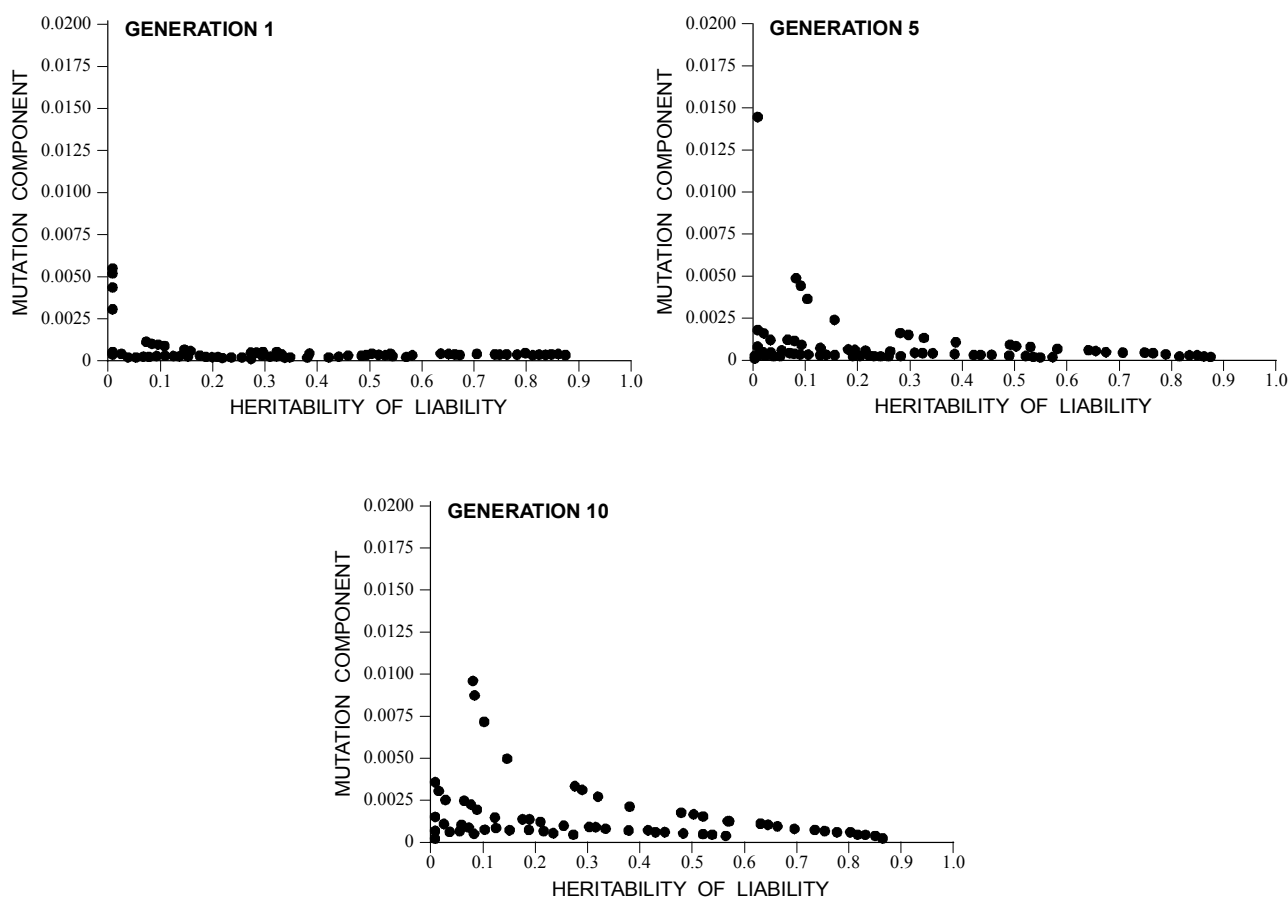 GENERATION 1
0.0200
0.0175
0.0150
0.0125
0.0100
0.0075
0.0050
0.0025
0
MUTATION COMPONENT
0 0.1 0.2 0.3 0.4 0.5 0.6 0.7 0.8 0.9 1.0
HERITABILITY OF LIABILITY
GENERATION 5
0.0200
0.0175
0.0150
0.0125
0.0100
0.0075
0.0050
0.0025
0
MUTATION COMPONENT
0 0.1 0.2 0.3 0.4 0.5 0.6 0.7 0.8 0.9 1.0
HERITABILITY OF LIABILITY
GENERATION 10
0.0200
0.0175
0.0150
0.0125
0.0100
0.0075
0.0050
0.0025
0
MUTATION COMPONENT
0 0.1 0.2 0.3 0.4 0.5 0.6 0.7 0.8 0.9 1.0
HERITABILITY OF LIABILITY